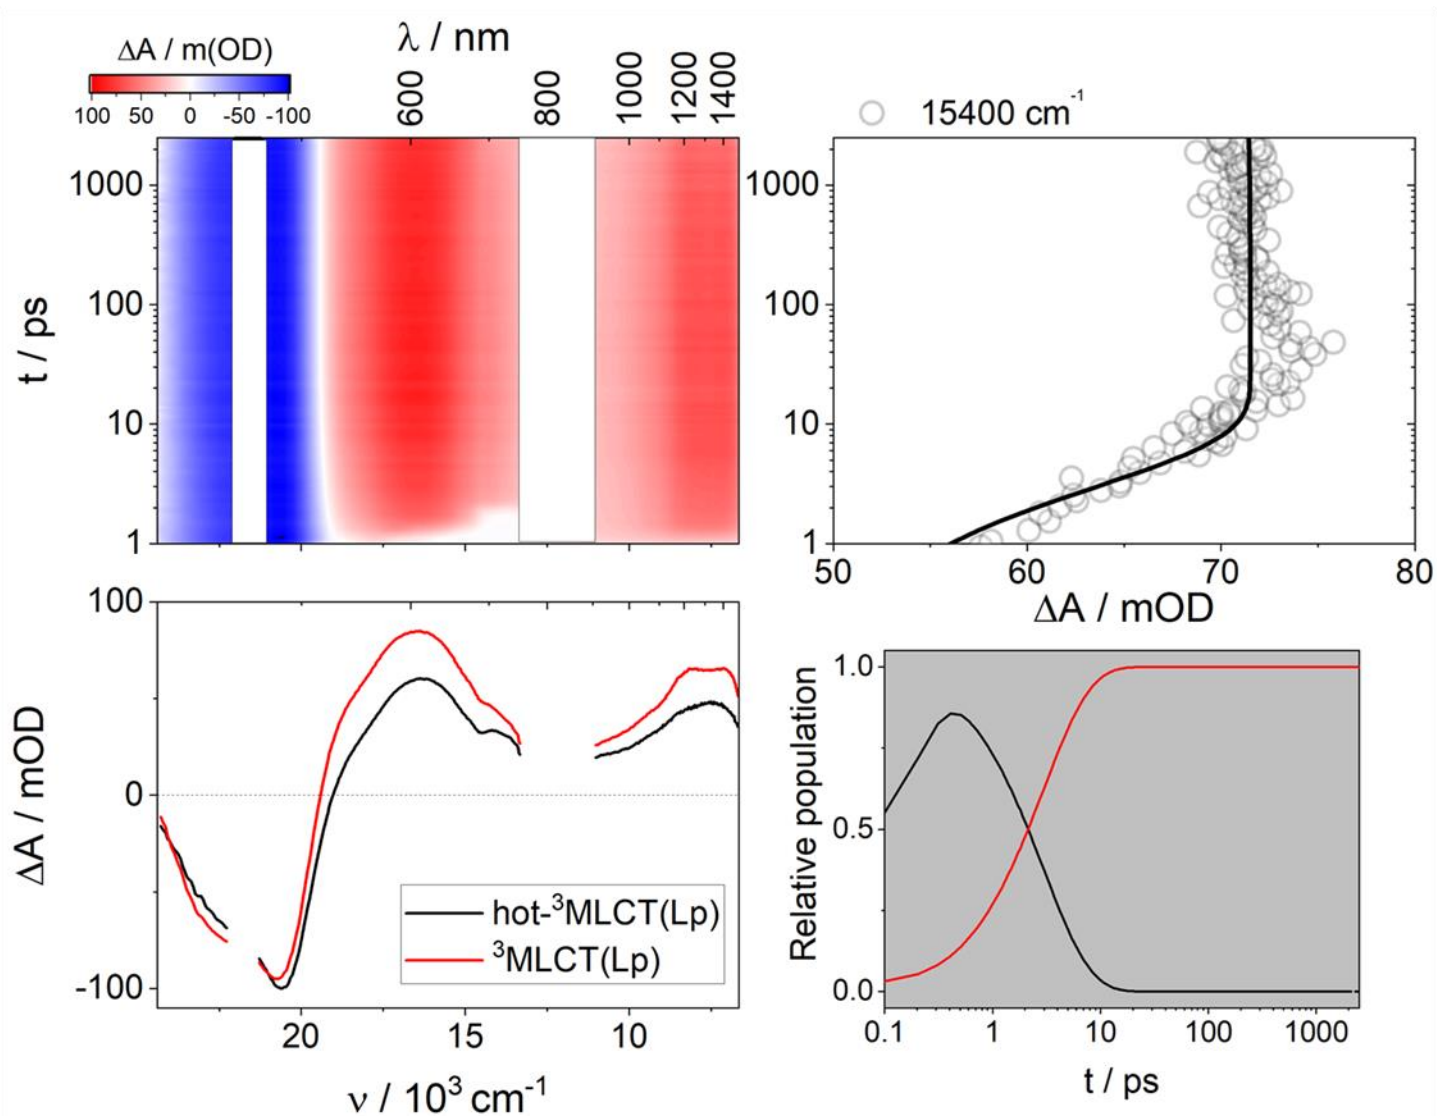 ΔA / m(OD)
100 50 0 -50 -100
λ / nm
600 800 1000 1200 1400
t / ps
1000
100
10
1
15400 cm⁻¹
1000
100
10
1
50 60 70 80
ΔA / mOD
ΔA / mOD
100
0
-100
hot-³MLCT(Lp)
³MLCT(Lp)
20 15 10
ν / 10³ cm⁻¹
Relative population
1.0
0.5
0.0
0.1 1 10 100 1000
t / ps